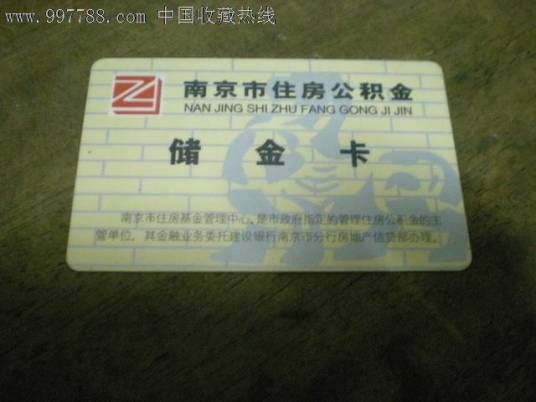 www.997788.com 中国收藏热线
南京市住房公积金
NAN JING SHI ZHU FANG GONG JI JIN
储金卡
南京市住房基金管理中心,是市政府指定的管理住房公积金的主
管单位。其金融业务委托建设银行南京市分行房地产信贷部办理。